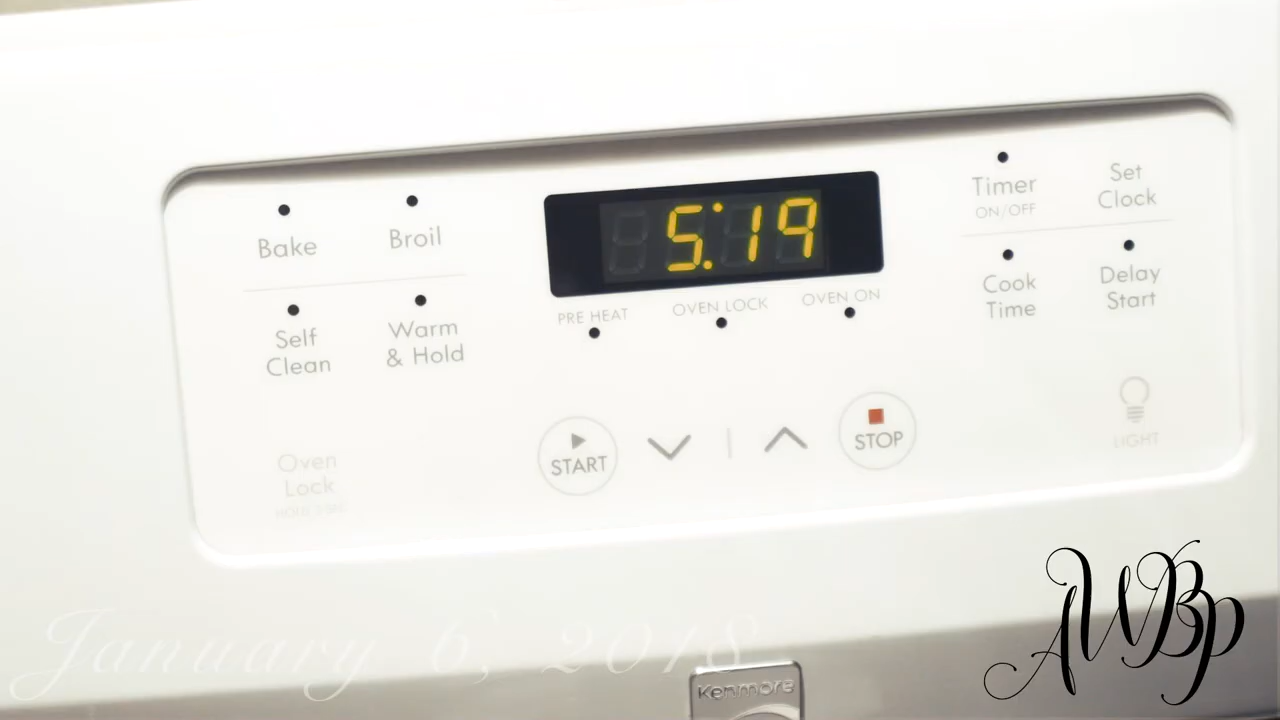 Bake
Broil
Self
Clean
Warm
& Hold
Oven
Lock
5:19
PRE HEAT
OVEN LOCK
OVEN ON
START
STOP
Timer
ON/OFF
Set
Clock
Cook
Time
Delay
Start
LIGHT
January 6, 2018
Kenmore
AWBP